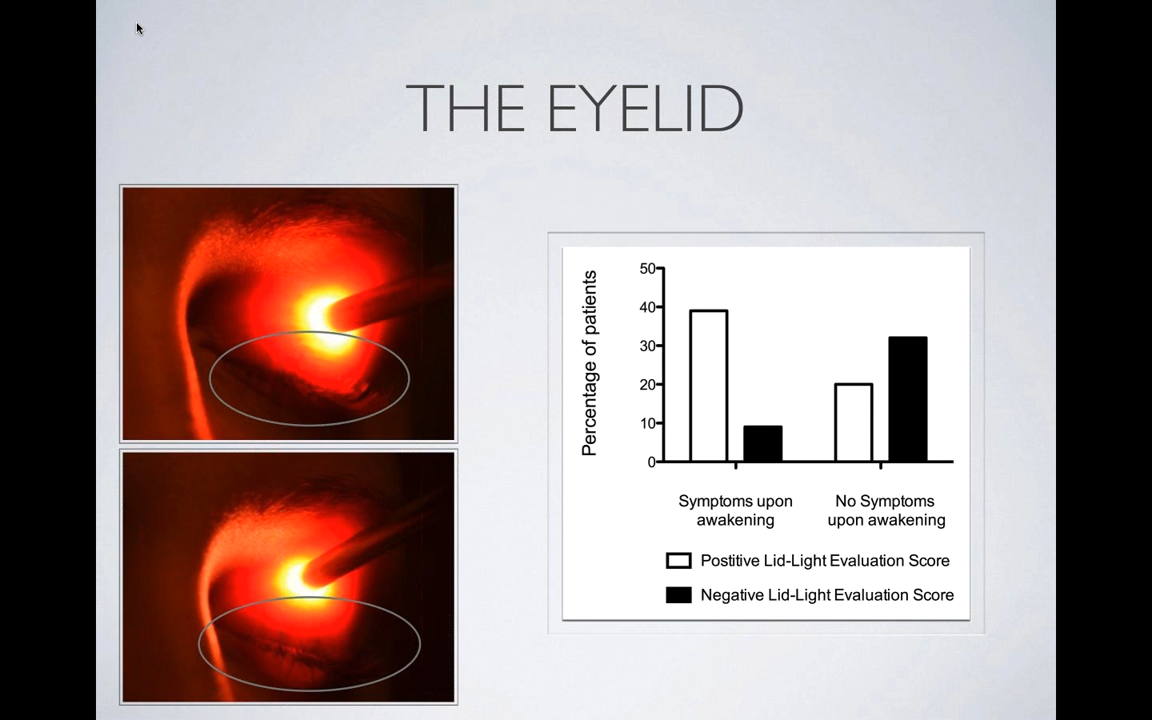 THE EYELID
Percentage of patients
50
40
30
20
10
0
Symptoms upon
awakening
No Symptoms
upon awakening
Postitive Lid-Light Evaluation Score
Negative Lid-Light Evaluation Score